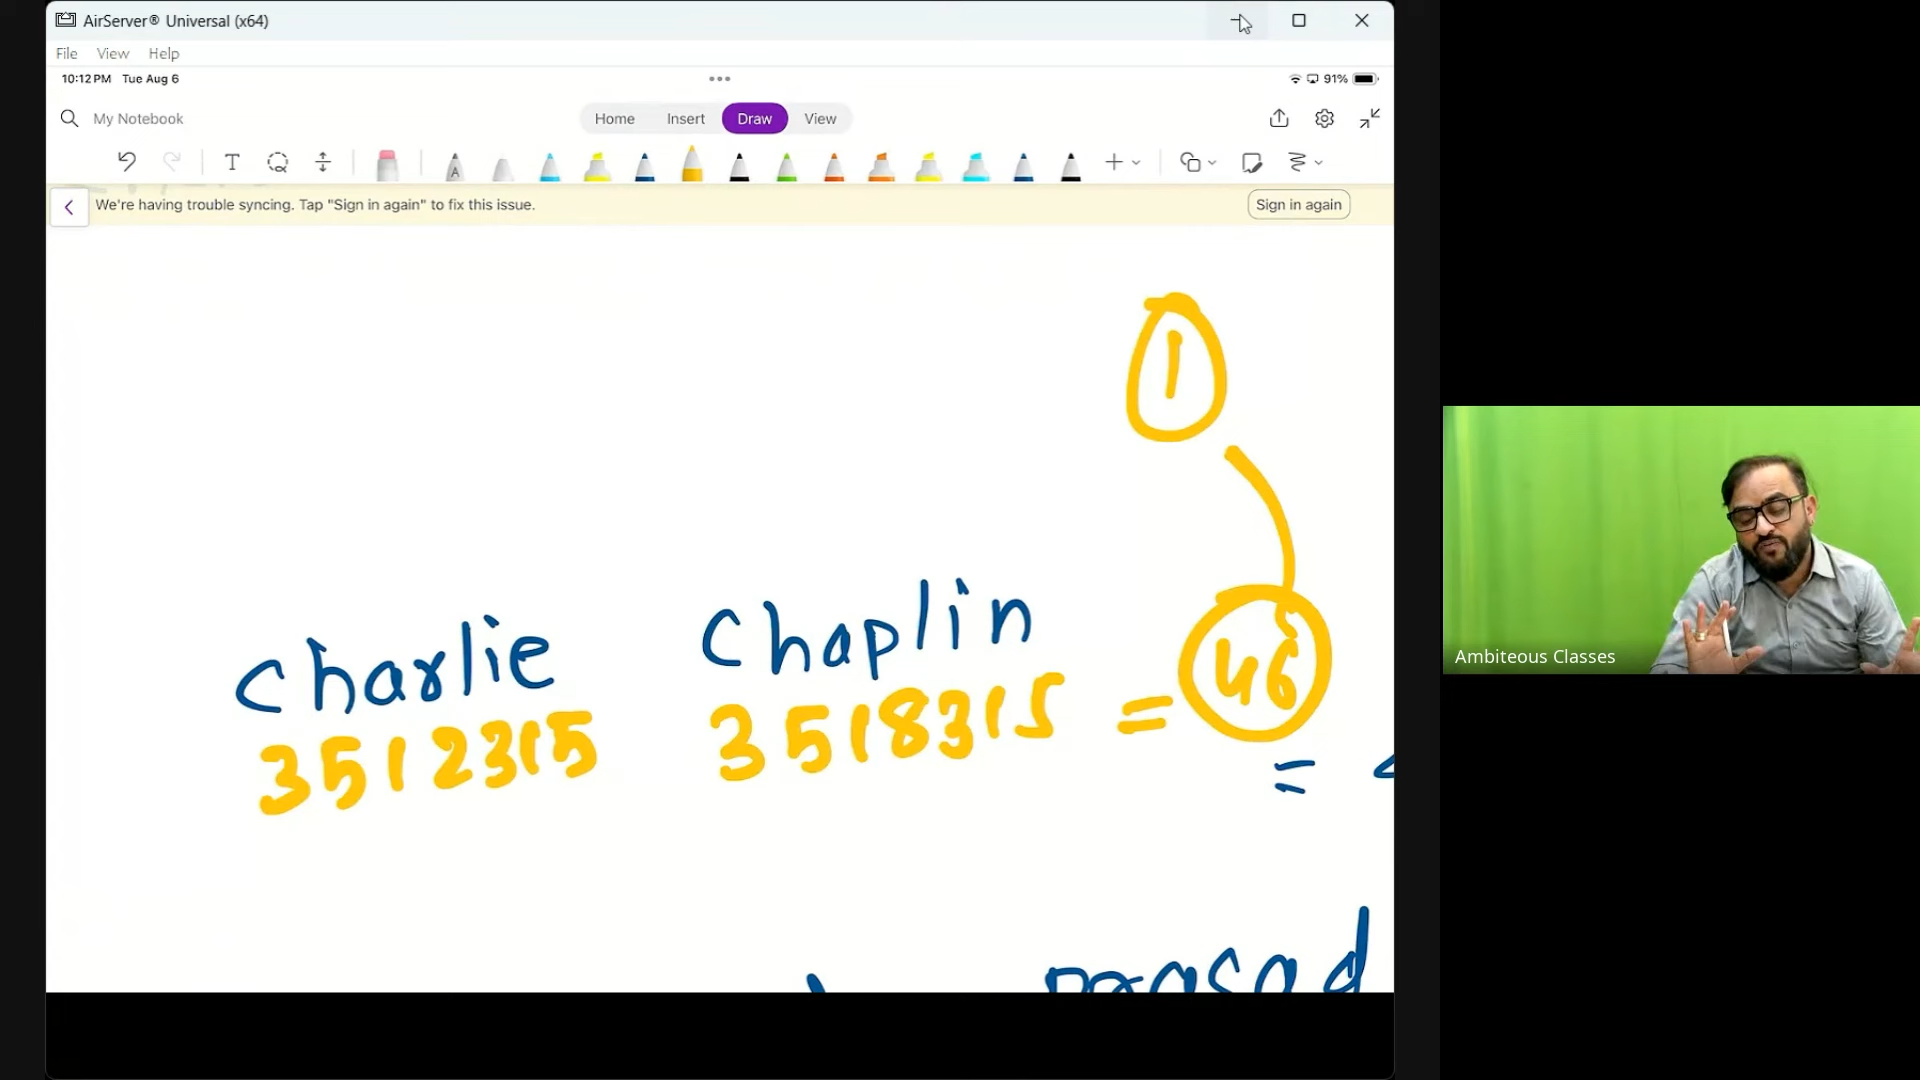 AirServer® Universal (x64)
File View Help
10:12 PM Tue Aug 6
91%
My Notebook
Home Insert Draw View
T A
We're having trouble syncing. Tap "Sign in again" to fix this issue.
Sign in again
1
Charlie Chaplin
3512315 3518315 = 46
=
prasad
Ambiteous Classes